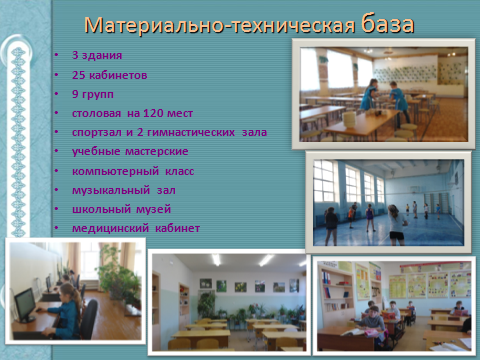 Материально-техническая база
• 3 здания
• 25 кабинетов
• 9 групп
• столовая на 120 мест
• спортзал и 2 гимнастических зала
• учебные мастерские
• компьютерный класс
• музыкальный зал
• школьный музей
• медицинский кабинет